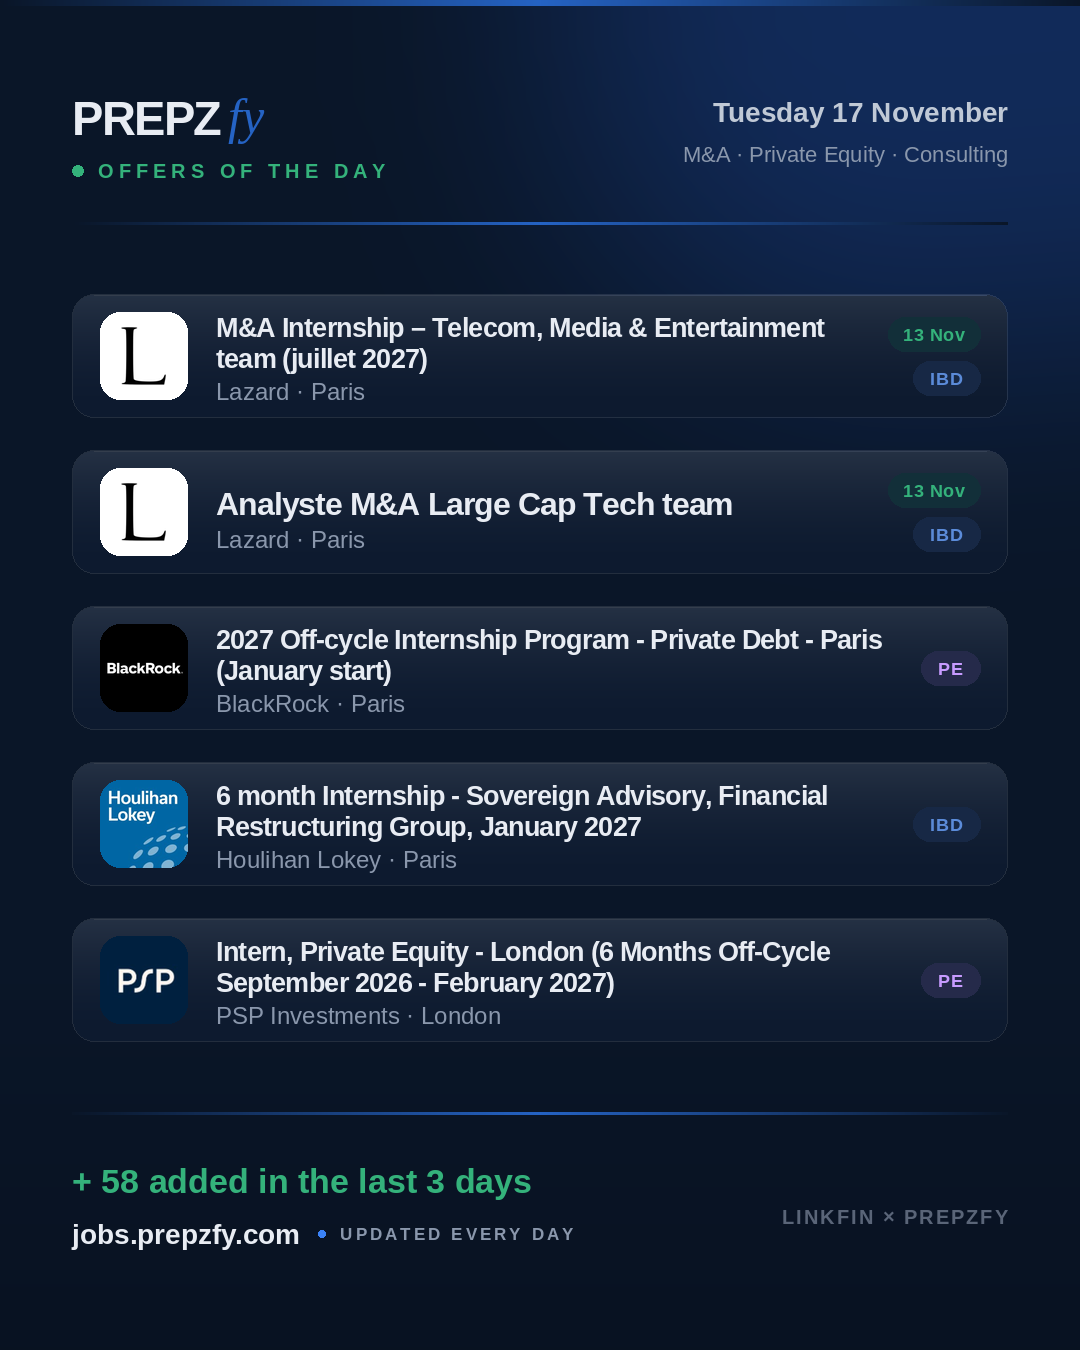 PREPZ fy
Tuesday 17 November
OFFERS OF THE DAY
M&A · Private Equity · Consulting
L
M&A Internship – Telecom, Media & Entertainment
team (juillet 2027)
Lazard · Paris
13 Nov
IBD
L
Analyste M&A Large Cap Tech team
Lazard · Paris
13 Nov
IBD
BlackRock.
2027 Off-cycle Internship Program - Private Debt - Paris
(January start)
BlackRock · Paris
PE
Houlihan
Lokey
6 month Internship - Sovereign Advisory, Financial
Restructuring Group, January 2027
Houlihan Lokey · Paris
IBD
PSP
Intern, Private Equity - London (6 Months Off-Cycle
September 2026 - February 2027)
PSP Investments · London
PE
+ 58 added in the last 3 days
jobs.prepzfy.com • UPDATED EVERY DAY
LINKFIN × PREPZFY